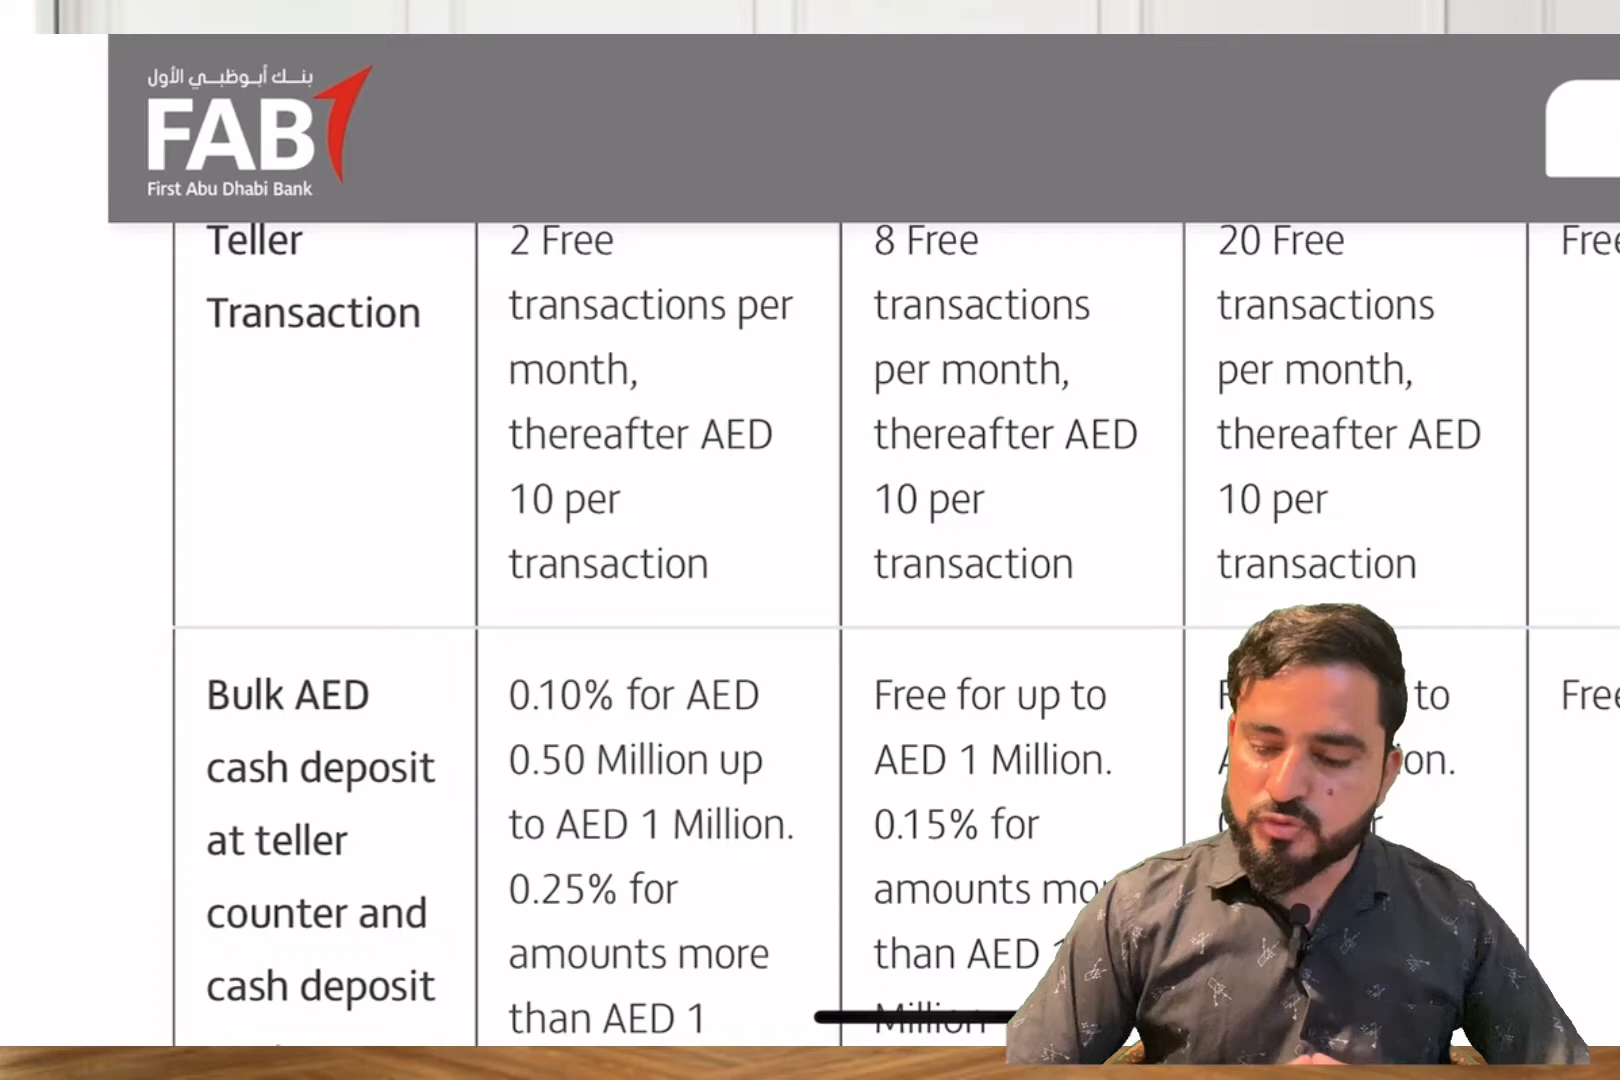 بنك أبوظبي الأول
FAB
First Abu Dhabi Bank
Teller
Transaction
2 Free
transactions per
month,
thereafter AED
10 per
transaction
8 Free
transactions
per month,
thereafter AED
10 per
transaction
20 Free
transactions
per month,
thereafter AED
10 per
transaction
Bulk AED
cash deposit
at teller
counter and
cash deposit
0.10% for AED
0.50 Million up
to AED 1 Million.
0.25% for
amounts more
than AED 1
Free for up to
AED 1 Million.
0.15% for
amounts
than AED
Million
to